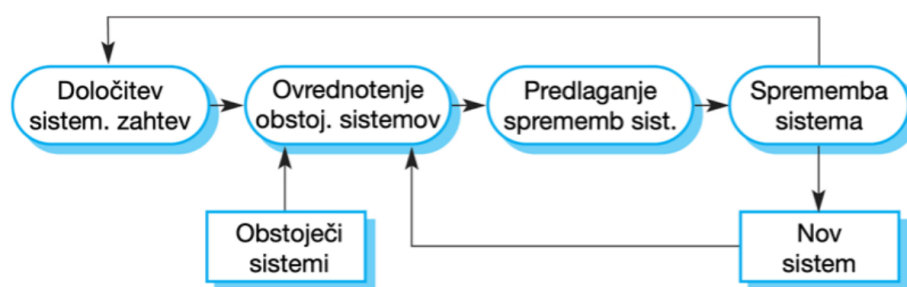 Določitev
sistem. zahtev
Ovrednotenje
obstoj. sistemov
Predlaganje
sprememb sist.
Sprememba
sistema
Obstoječi
sistemi
Nov
sistem